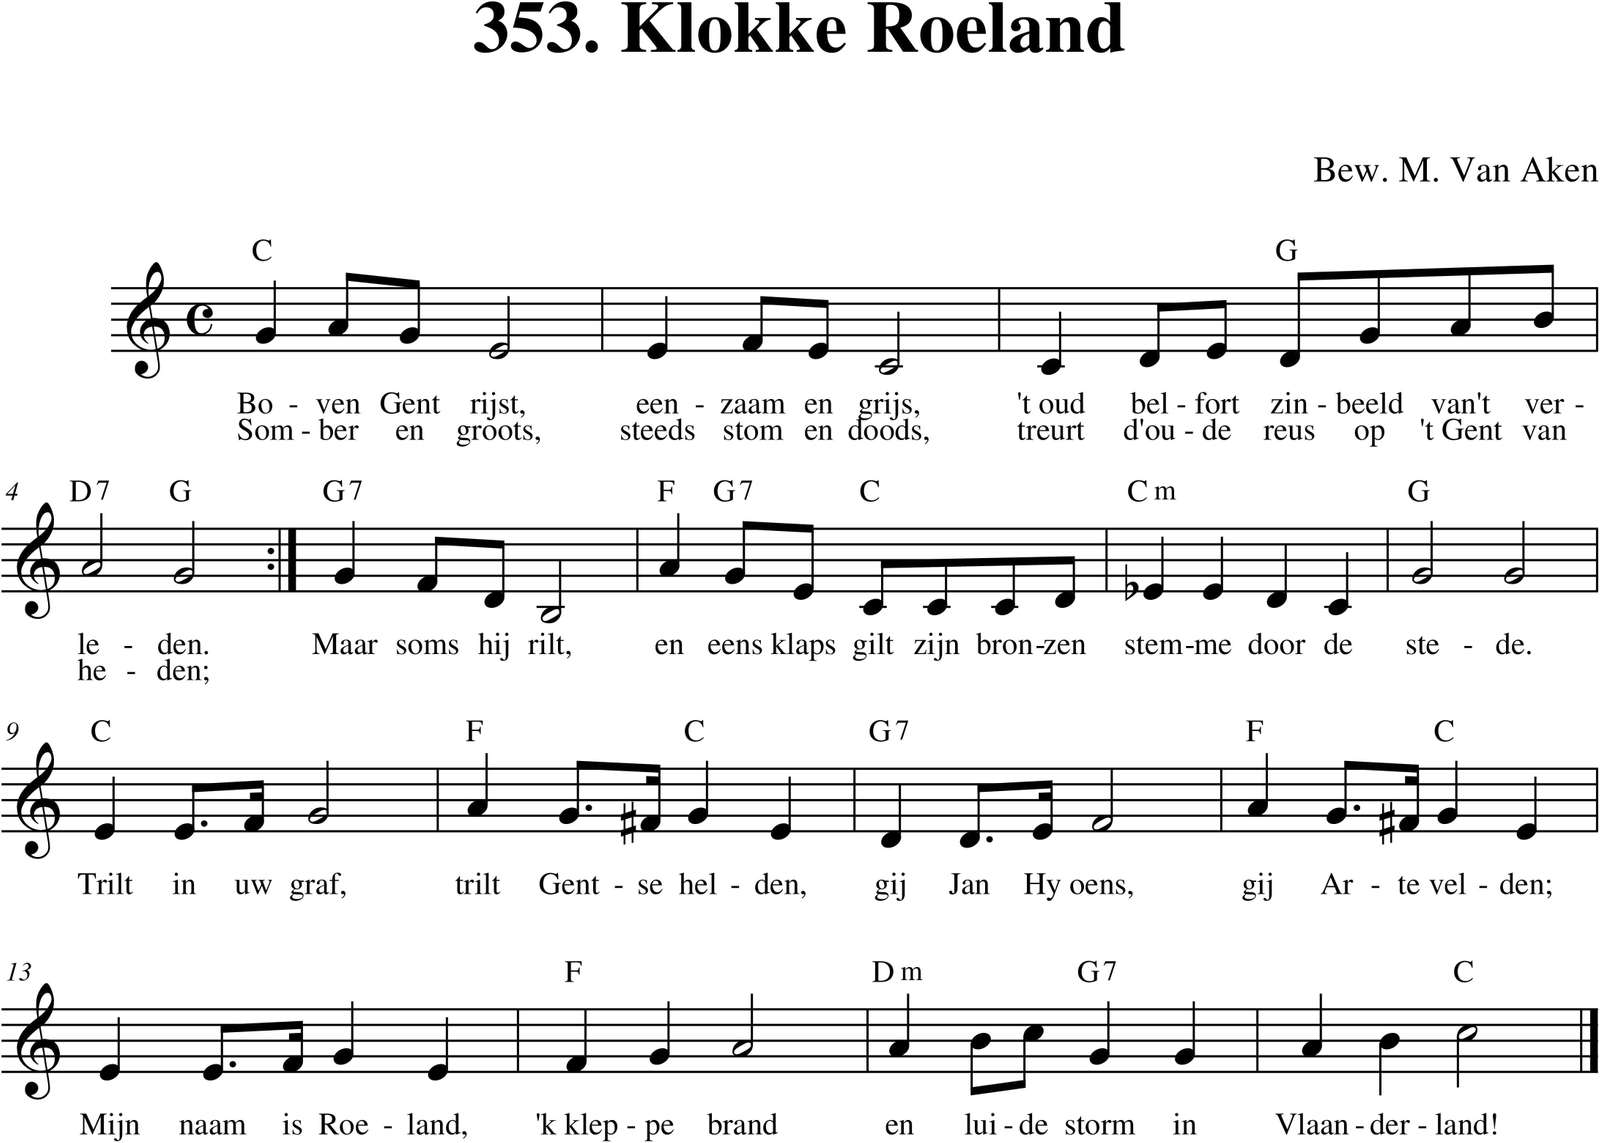 353. Klokke Roeland
Bew. M. Van Aken
C G
Bo - ven Gent rijst, een - zaam en grijs, 't oud bel - fort zin - beeld van't ver -
Som - ber en groots, steeds stom en doods, treurt d'ou - de reus op 't Gent van
4 D7 G G7 F G7 C Cm G
le - den. Maar soms hij rilt, en eens klaps gilt zijn bron - zen stem - me door de ste - de.
he - den;
9 C F C G7 F C
Trilt in uw graf, trilt Gent - se hel - den, gij Jan Hy oens, gij Ar - te vel - den;
13 F Dm G7 C
Mijn naam is Roe - land, 'k klep - pe brand en lui - de storm in Vlaan - der - land!